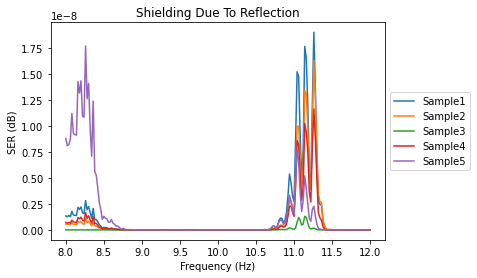 Shielding Due To Reflection
1e−8
1.75
1.50
1.25
1.00
0.75
0.50
0.25
0.00
SER (dB)
8.0 8.5 9.0 9.5 10.0 10.5 11.0 11.5 12.0
Frequency (Hz)
Sample1
Sample2
Sample3
Sample4
Sample5